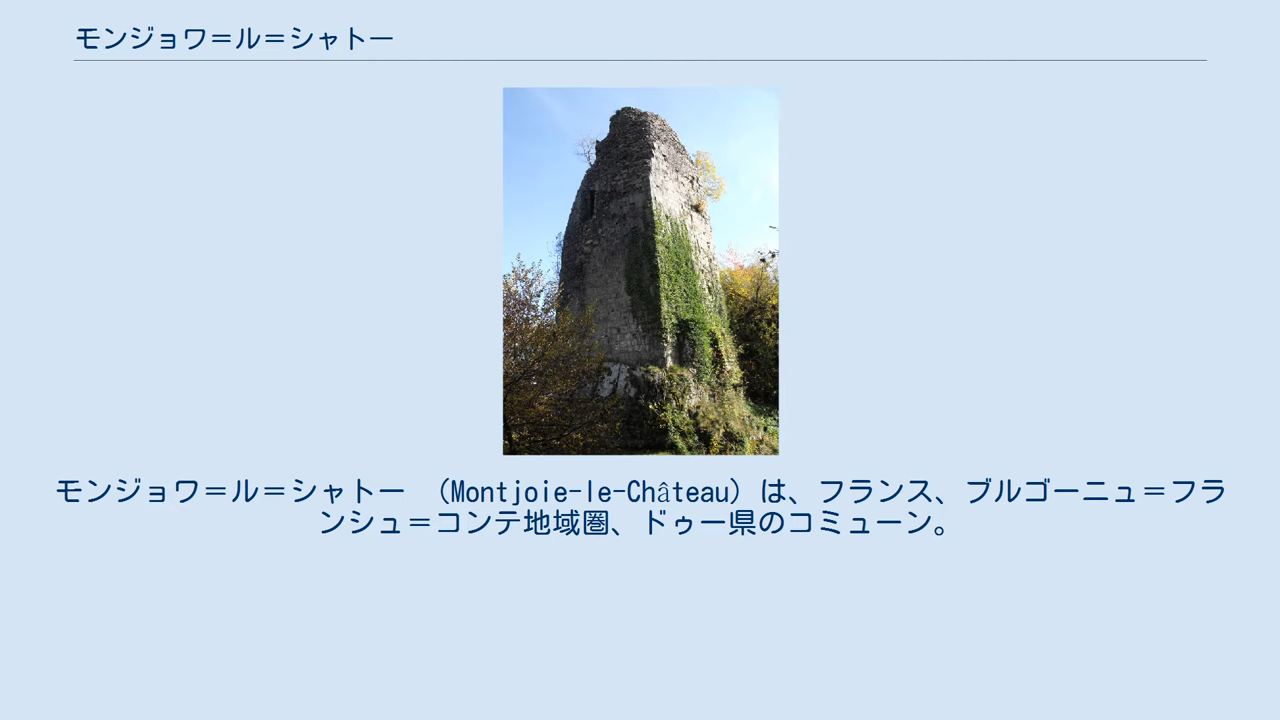 モンジョワ＝ル＝シャトー
モンジョワ＝ル＝シャトー　（Montjoie-le-Château）は、フランス、ブルゴーニュ＝フラ
ンシュ＝コンテ地域圏、ドゥー県のコミューン。